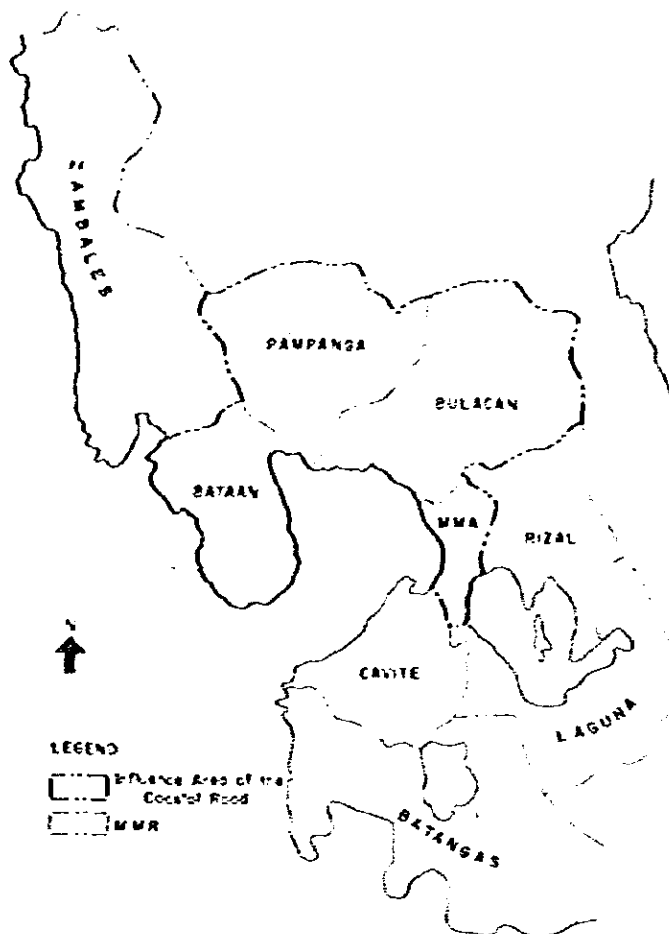 ZAMBALES
PAMPANGA
BULACAN
BATAAN
MMA
RIZAL
N
CAVITE
LAGUNA
LEGEND
Influence Area of the
Coastal Road
MMR
BATANGAS